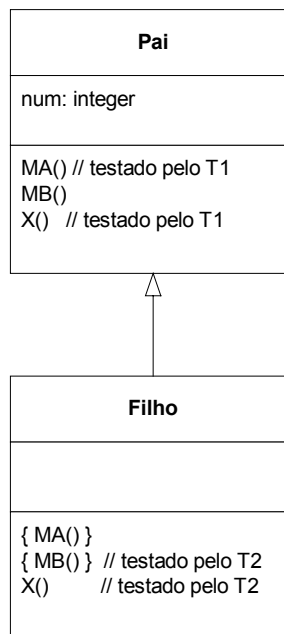 Pai
num: integer
MA() // testado pelo T1
MB()
X() // testado pelo T1
Filho
{ MA() }
{ MB() } // testado pelo T2
X() // testado pelo T2